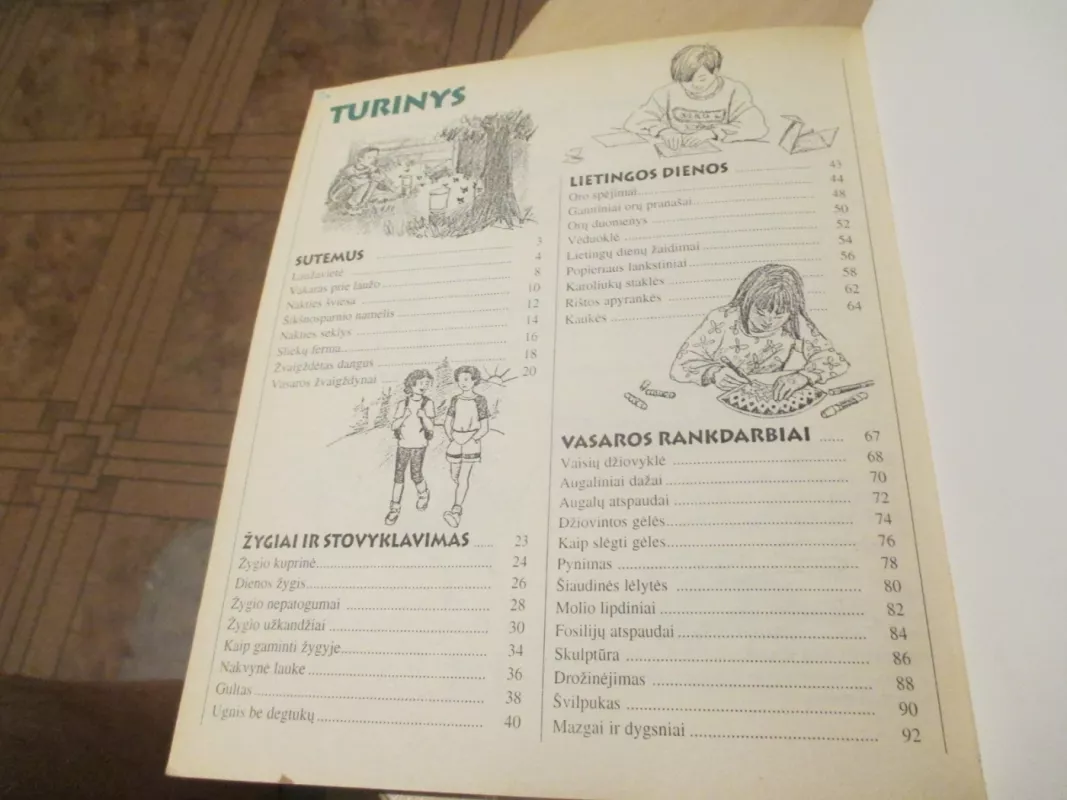 TURINYS
SUTEMUS 3
Laužavietė 4
Vakaras prie laužo 8
Nakties šviesa 10
Šikšnosparnio namelis 12
Nakties seklys 14
Sliekų ferma 16
Žvaigždėtas dangus 18
Vasaros žvaigždynai 20
ŽYGIAI IR STOVYKLAVIMAS 23
Žygio kuprinė 24
Dienos žygis 26
Žygio nepatogumai 28
Žygio užkandžiai 30
Kaip gaminti žygyje 34
Nakvynė lauke 36
Gultas 38
Ugnis be degtukų 40
LIETINGOS DIENOS 43
Oro spėjimai 44
Gamtiniai orų pranašai 48
Orų duomenys 50
Vėduoklė 52
Lietingų dienų žaidimai 54
Popieriaus lankstiniai 56
Karoliukų staklės 58
Rištos apyrankės 62
Kaukės 64
VASAROS RANKDARBIAI 67
Vaisių džiovyklė 68
Augaliniai dažai 70
Augalų atspaudai 72
Džiovintos gėlės 74
Kaip slėgti gėles 76
Pynimas 78
Šiaudinės lėlytės 80
Molio lipdiniai 82
Fosilijų atspaudai 84
Skulptūra 86
Drožinėjimas 88
Švilpukas 90
Mazgai ir dygsniai 92